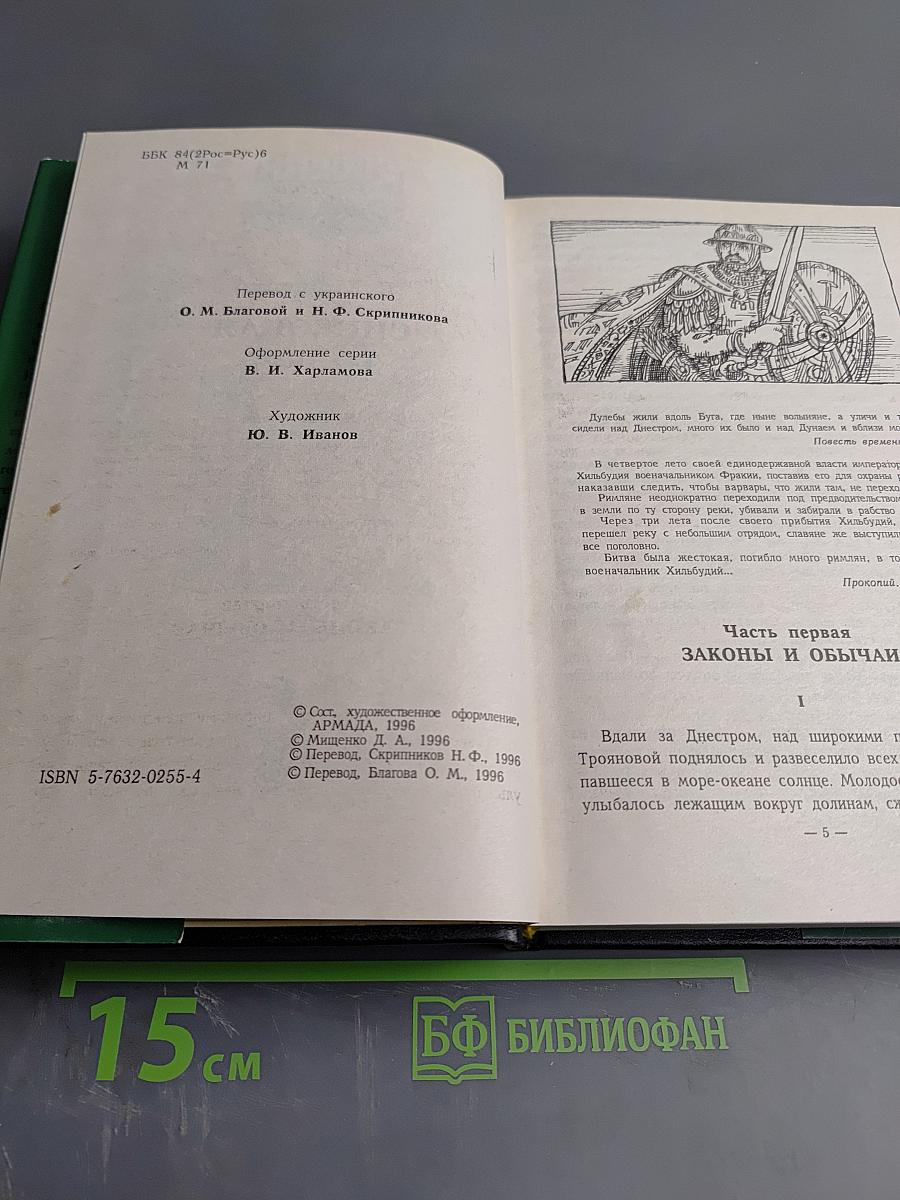 ББК 84(2Рос=Рус)6
М 71
Перевод с украинского
О. М. Благовой и Н. Ф. Скрипникова
Оформление серии
В. И. Харламова
Художник
Ю. В. Иванов
© Сост., художественное оформление,
АРМАДА, 1996
© Мищенко Д. А., 1996
© Перевод, Скрипников Н. Ф., 1996
© Перевод, Благова О. М., 1996
ISBN 5-7632-0255-4
Дулебы жили вдоль Буга, где ныне волыняне, а уличи и т
сидели над Днестром, много их было и над Дунаем и вблизи мо
Повесть времен
В четвертое лето своей единодержавной власти император
Хильбудия военачальником Фракии, поставив его для охраны р
наказавши следить, чтобы варвары, что жили там, не перехо
Римляне неоднократно переходили под предводительством
в земли по ту сторону реки, убивали и забирали в рабство
Через три лета после своего прибытия Хильбудий,
перешел реку с небольшим отрядом, славяне же выступил
все поголовно.
Битва была жестокая, погибло много римлян, в то
военачальник Хильбудий...
Прокопий.
Часть первая
ЗАКОНЫ И ОБЫЧАИ
I
Вдали за Днестром, над широкими п
Трояновой поднялось и развеселило всех
павшееся в море-океане солнце. Молодое
улыбалось лежащим вокруг долинам, сж
— 5 —
15 см
БФ БИБЛИОФАН